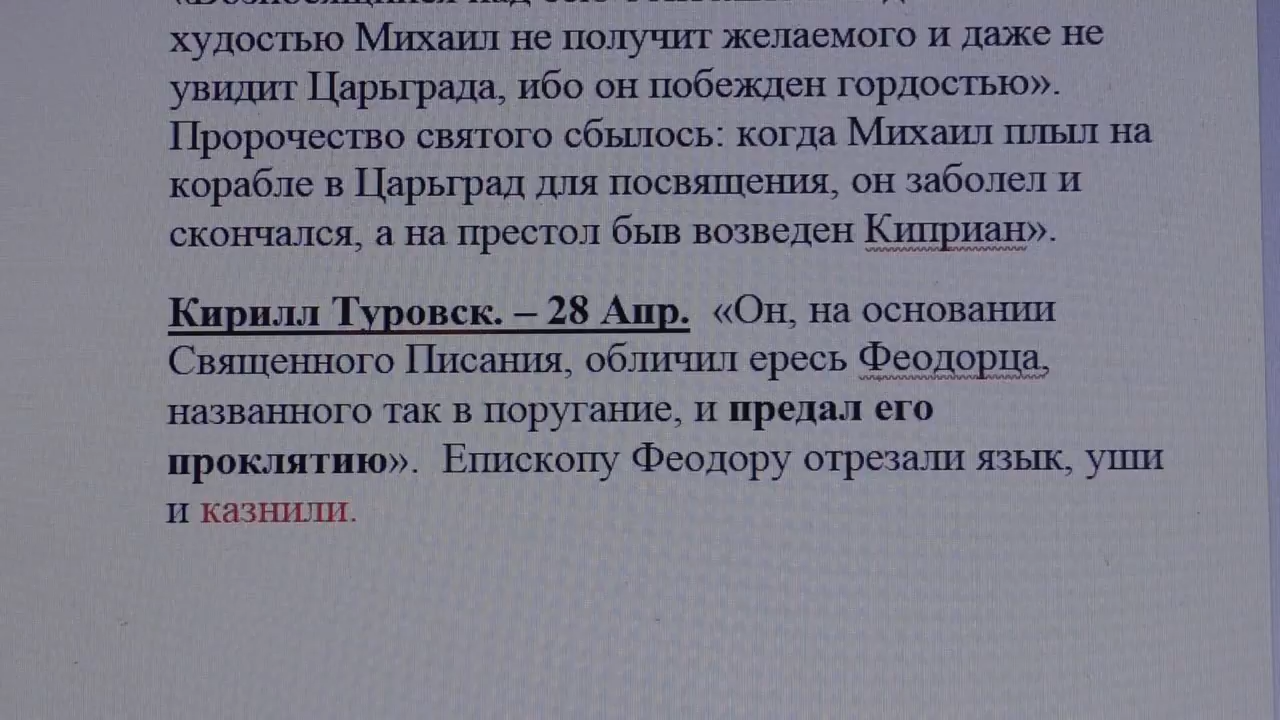 худостью Михаил не получит желаемого и даже не
увидит Царьграда, ибо он побежден гордостью».
Пророчество святого сбылось: когда Михаил плыл на
корабле в Царьград для посвящения, он заболел и
скончался, а на престол быв возведен Киприан».
Кирилл Туровск. – 28 Апр. «Он, на основании
Священного Писания, обличил ересь Феодорца,
названного так в поругание, и предал его
проклятию». Епископу Феодору отрезали язык, уши
и казнили.